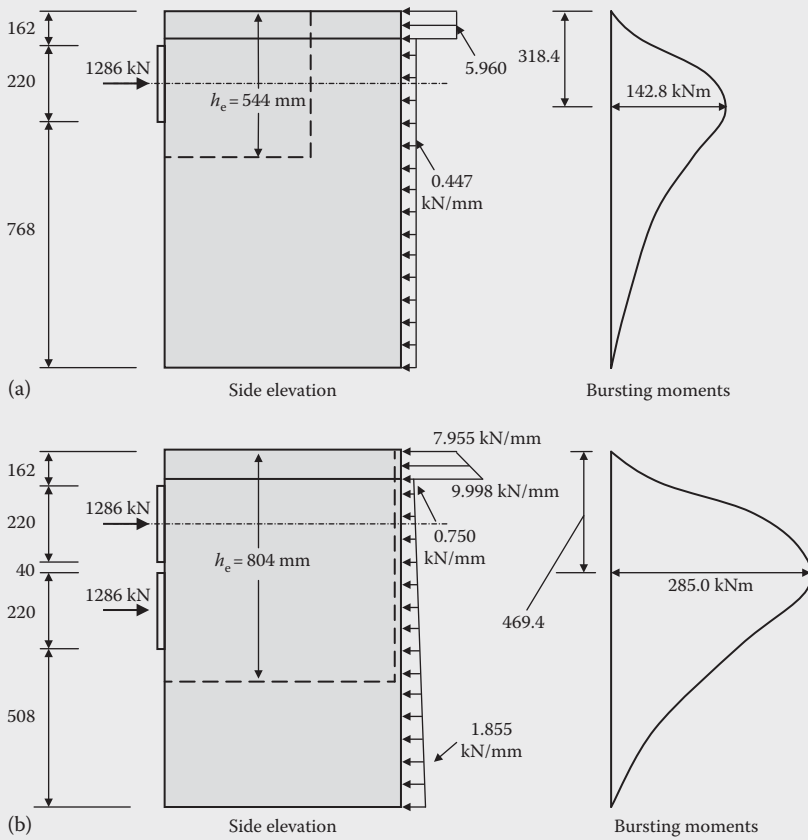 162
220
768
1286 kN
hₑ = 544 mm
5.960
0.447
kN/mm
318.4
142.8 kNm
(a)
Side elevation
Bursting moments
162
220
40
220
508
1286 kN
1286 kN
hₑ = 804 mm
7.955 kN/mm
9.998 kN/mm
0.750
kN/mm
1.855
kN/mm
469.4
285.0 kNm
(b)
Side elevation
Bursting moments